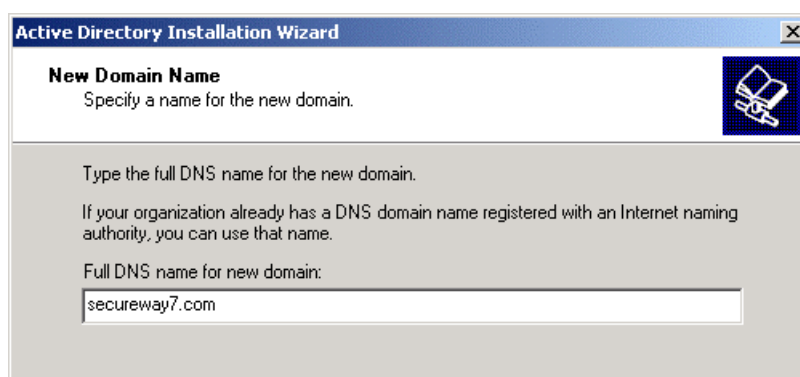 Active Directory Installation Wizard
New Domain Name
Specify a name for the new domain.
Type the full DNS name for the new domain.
If your organization already has a DNS domain name registered with an Internet naming
authority, you can use that name.
Full DNS name for new domain:
secureway7.com